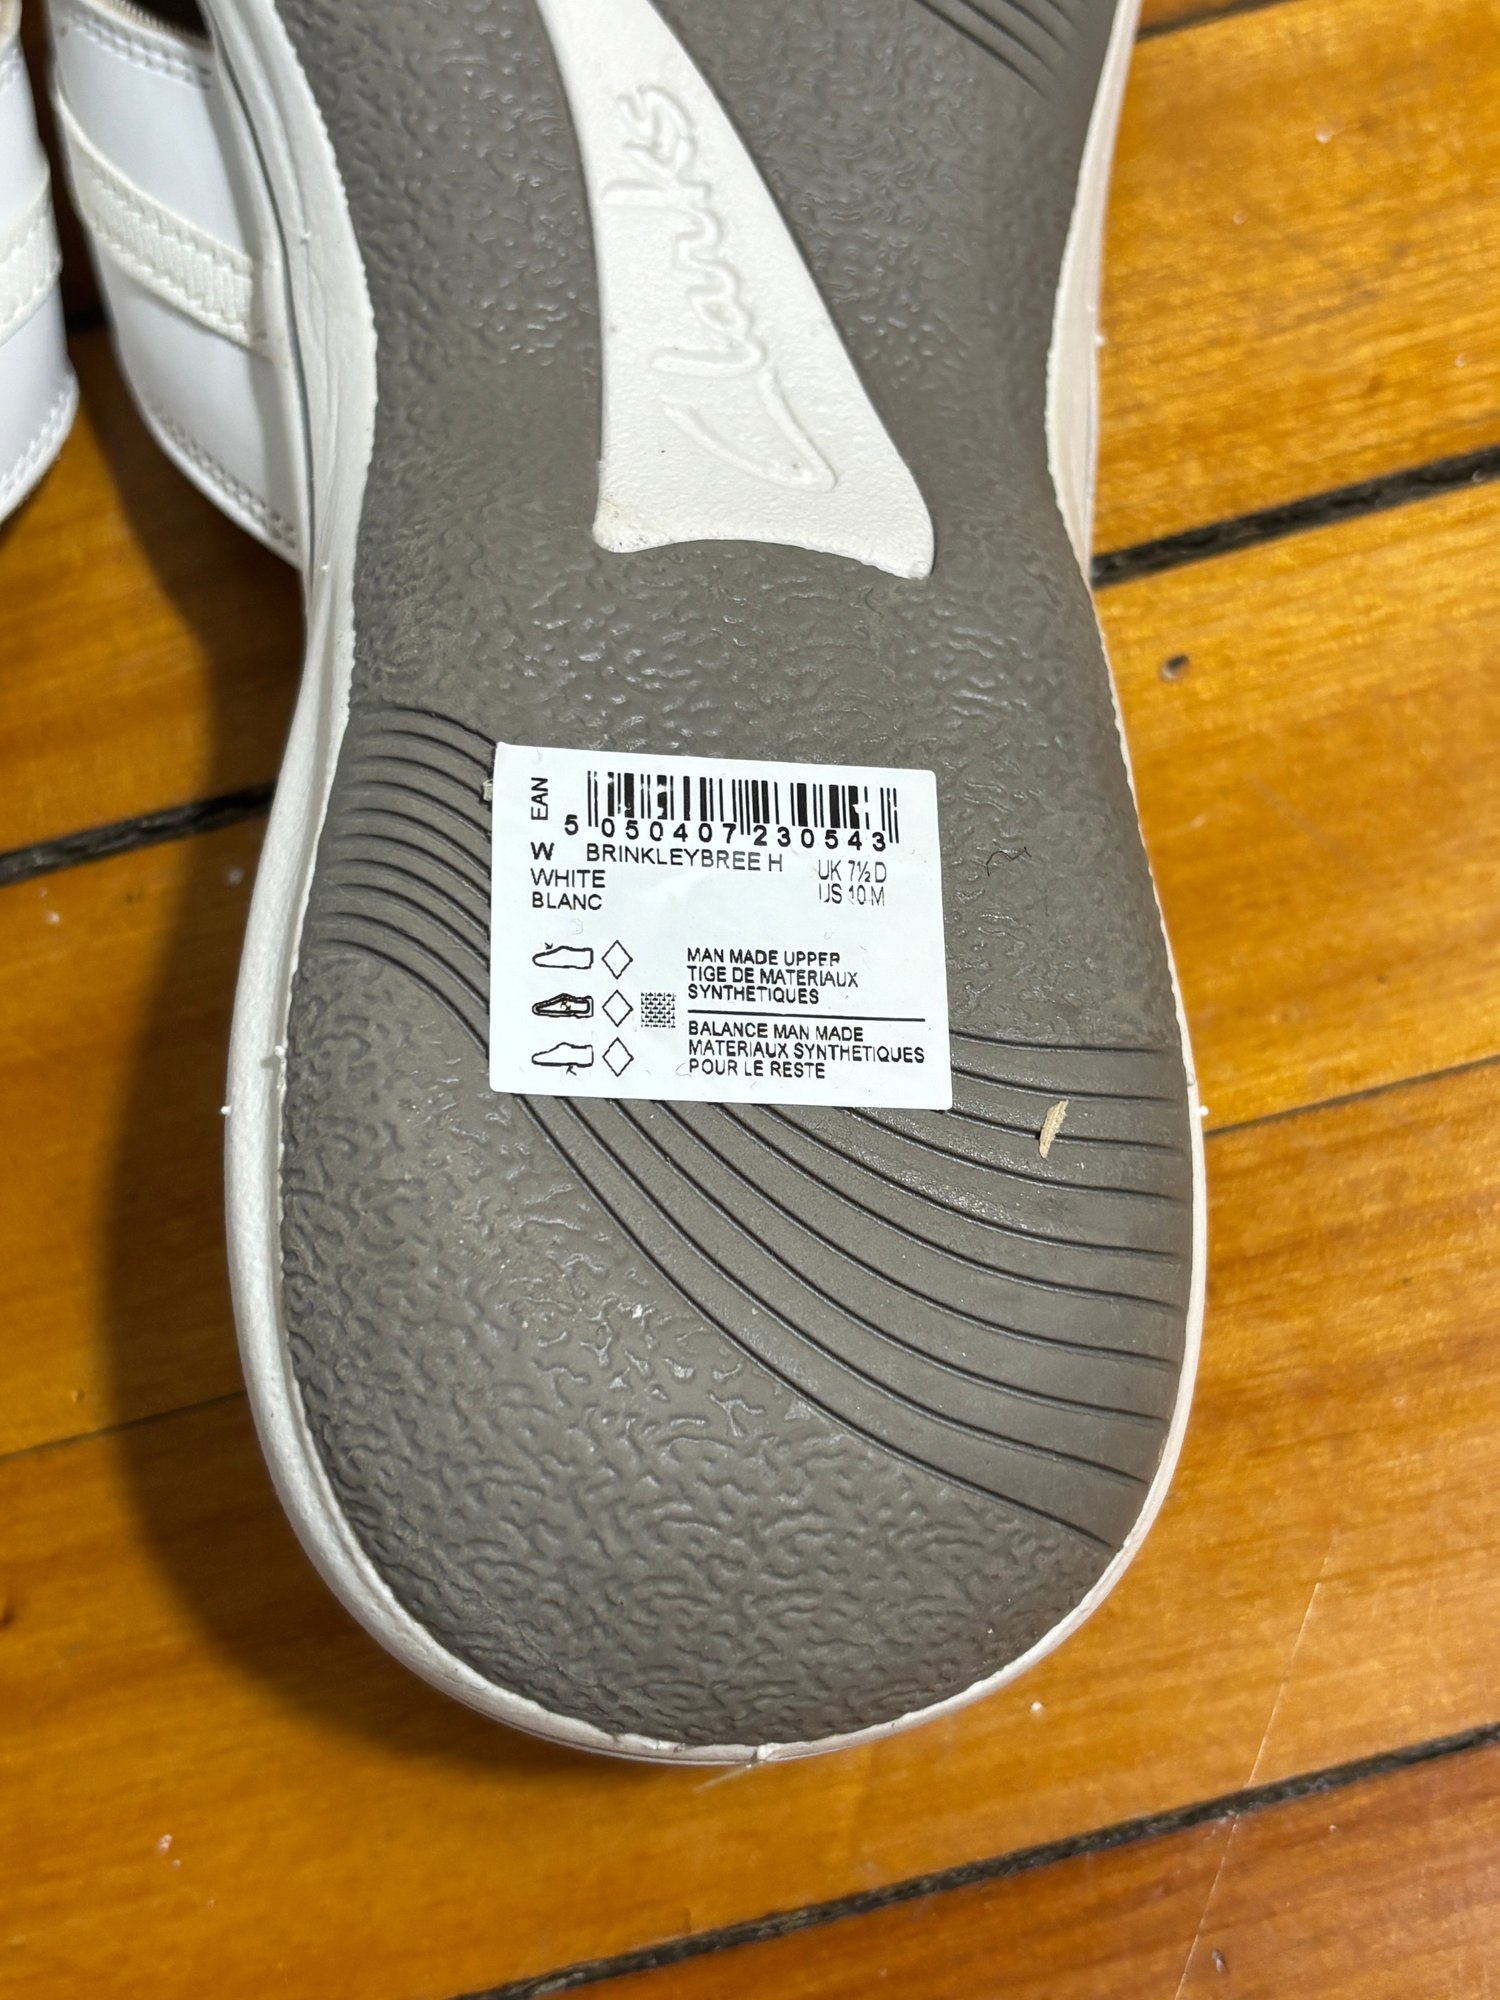 Clarks
EAN
5 050407 230543
W BRINKLEYBREE H UK 7½ D
WHITE US 10 M
BLANC
MAN MADE UPPER
TIGE DE MATERIAUX
SYNTHETIQUES
BALANCE MAN MADE
MATERIAUX SYNTHETIQUES
POUR LE RESTE